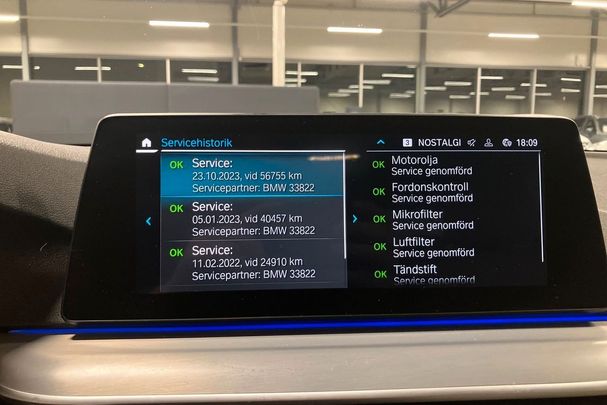 Servicehistorik
3 NOSTALGI 18:09
OK Service:
23.10.2023, vid 56755 km
Servicepartner: BMW 33822
OK Service:
05.01.2023, vid 40457 km
Servicepartner: BMW 33822
OK Service:
11.02.2022, vid 24910 km
Servicepartner: BMW 33822
OK Motorolja
Service genomförd
OK Fordonskontroll
Service genomförd
OK Mikrofilter
Service genomförd
OK Luftfilter
Service genomförd
OK Tändstift
Service genomförd